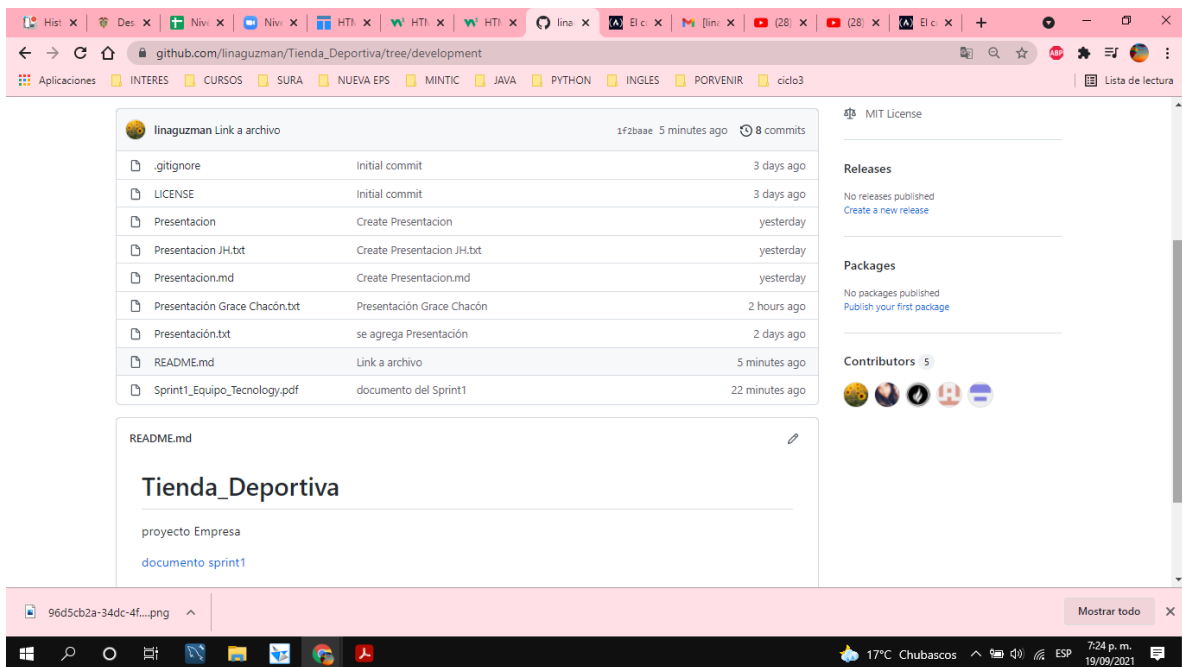 Hist
Des
Nive
Nive
HTM
HTM
HTM
lina
El c
[lina
(28)
(28)
El c
github.com/linaguzman/Tienda_Deportiva/tree/development
ABP
Aplicaciones INTERES CURSOS SURA NUEVA EPS MINTIC JAVA PYTHON INGLES PORVENIR ciclo3 Lista de lectura
linaguzman Link a archivo 1f2baae 5 minutes ago 8 commits
.gitignore Initial commit 3 days ago
LICENSE Initial commit 3 days ago
Presentacion Create Presentacion yesterday
Presentacion JH.txt Create Presentacion JH.txt yesterday
Presentacion.md Create Presentacion.md yesterday
Presentación Grace Chacón.txt Presentación Grace Chacón 2 hours ago
Presentación.txt se agrega Presentación 2 days ago
README.md Link a archivo 5 minutes ago
Sprint1_Equipo_Tecnology.pdf documento del Sprint1 22 minutes ago
MIT License
Releases
No releases published
Create a new release
Packages
No packages published
Publish your first package
Contributors 5
README.md
Tienda_Deportiva
proyecto Empresa
documento sprint1
96d5cb2a-34dc-4f....png
Mostrar todo
17°C Chubascos ESP 7:24 p. m.
19/09/2021